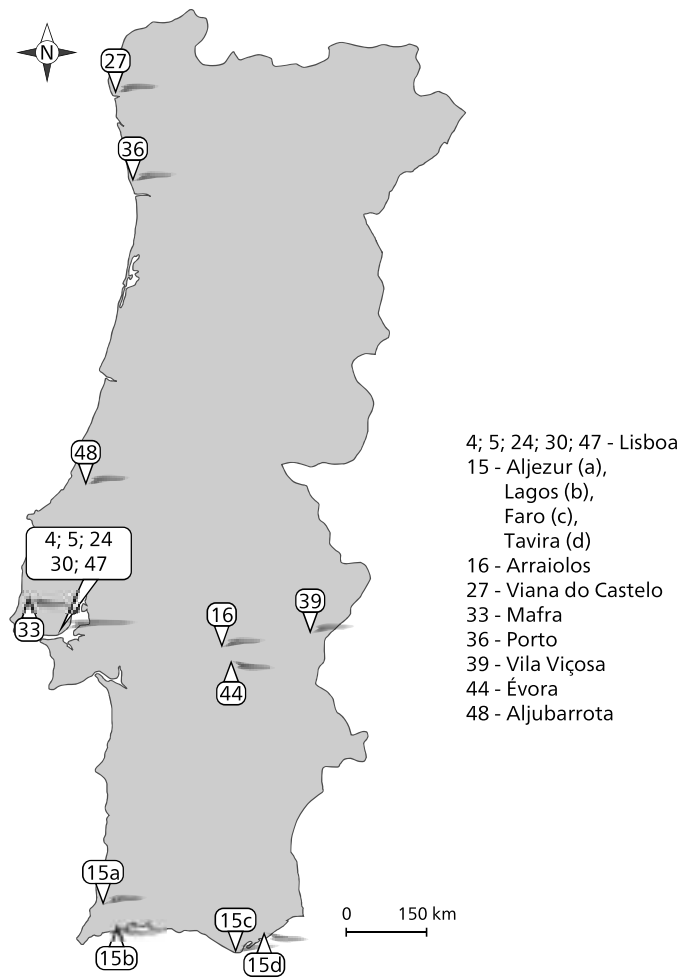 N
27
36
48
4; 5; 24
30; 47
33
16
39
44
15a
15b
15c
15d
4; 5; 24; 30; 47 - Lisboa
15 - Aljezur (a),
Lagos (b),
Faro (c),
Tavira (d)
16 - Arraiolos
27 - Viana do Castelo
33 - Mafra
36 - Porto
39 - Vila Viçosa
44 - Évora
48 - Aljubarrota
0 150 km